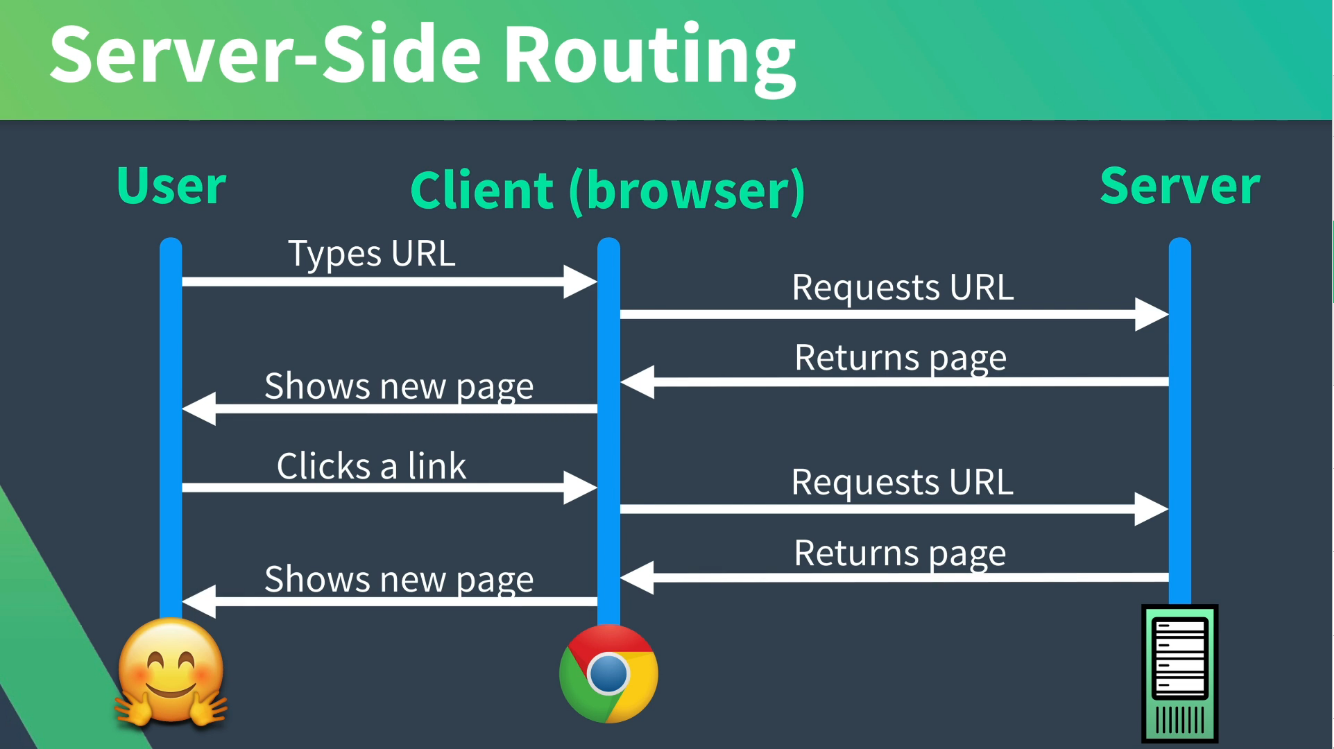 Server-Side Routing
User
Client (browser)
Server
Types URL
Requests URL
Returns page
Shows new page
Clicks a link
Requests URL
Returns page
Shows new page